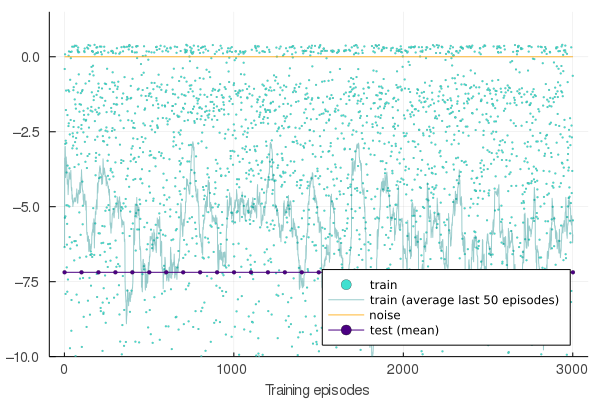 0.0
−2.5
−5.0
−7.5
−10.0
train
train (average last 50 episodes)
noise
test (mean)
0
1000
2000
3000
Training episodes